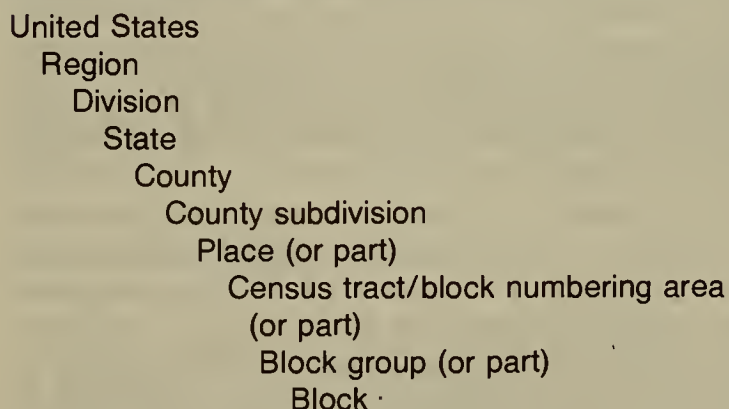 United States
Region
Division
State
County
County subdivision
Place (or part)
Census tract/block numbering area
(or part)
Block group (or part)
Block